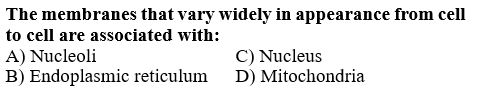 The membranes that vary widely in appearance from cell
to cell are associated with:
A) Nucleoli C) Nucleus
B) Endoplasmic reticulum D) Mitochondria